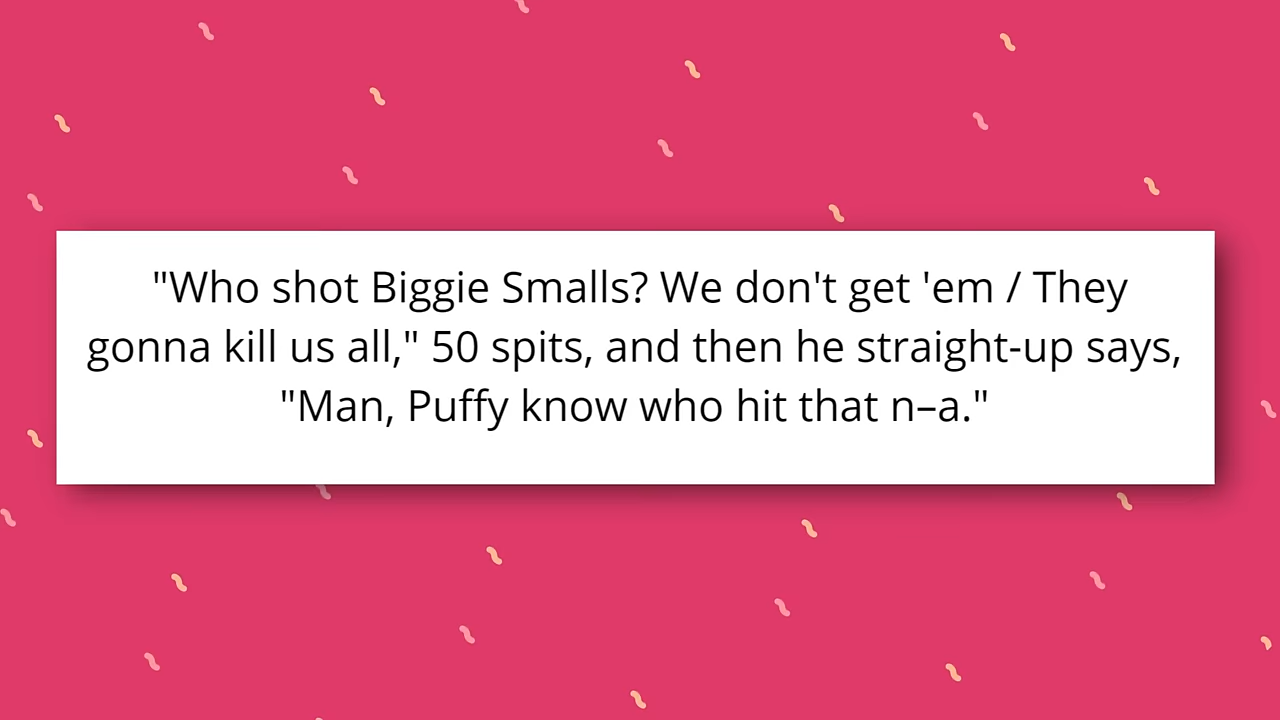 "Who shot Biggie Smalls? We don't get 'em / They
gonna kill us all," 50 spits, and then he straight-up says,
"Man, Puffy know who hit that n–a."